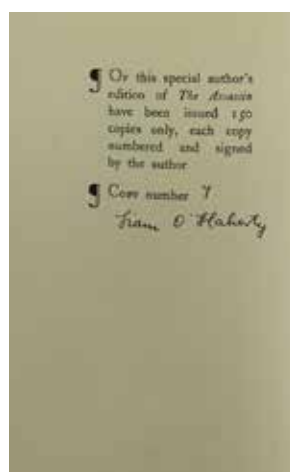 ¶ Of this special author's
edition of The Assassin
have been issued 150
copies only, each copy
numbered and signed
by the author
¶ Copy number 7
Liam O'Flaherty